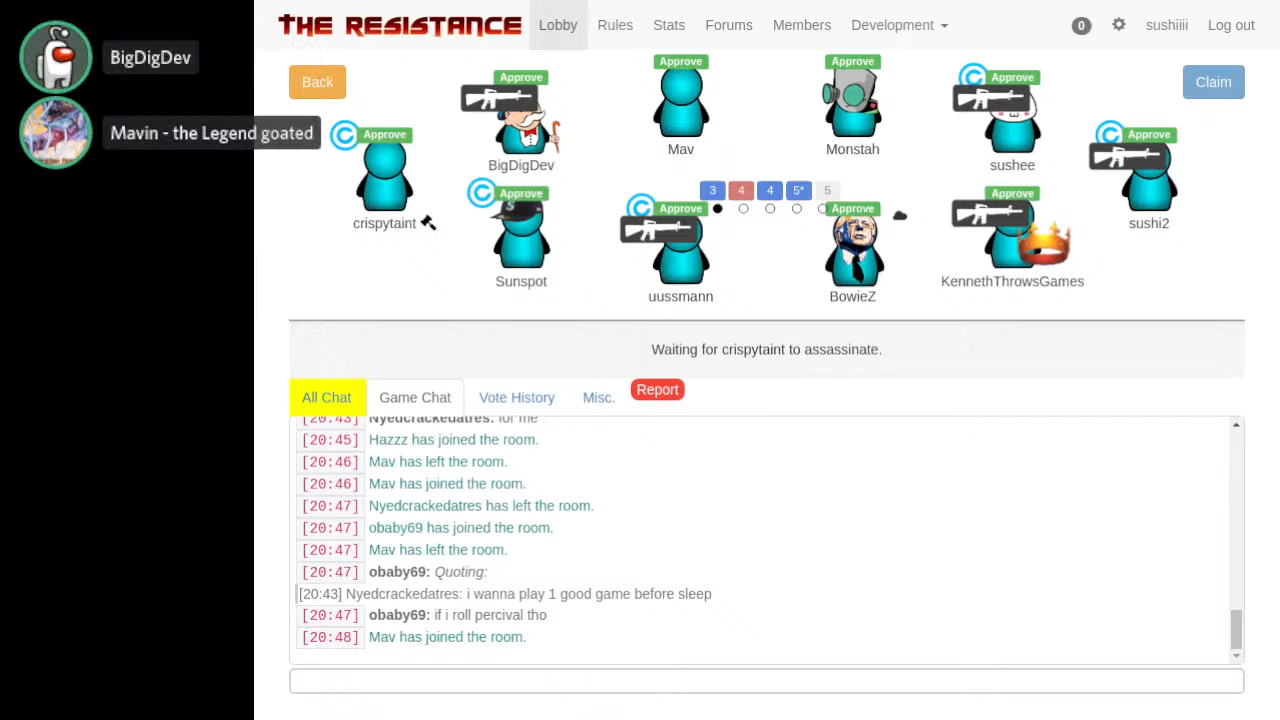 BigDigDev
Mavin - the Legend goated
THE RESISTANCE
Lobby
Rules
Stats
Forums
Members
Development
0
sushiiii
Log out
Back
Claim
Approve
BigDigDev
Approve
Mav
Approve
Monstah
Approve
sushee
Approve
crispytaint
Approve
Sunspot
Approve
uussmann
3 4 4 5* 5
Approve
BowieZ
Approve
KennethThrowsGames
Approve
sushi2
Waiting for crispytaint to assassinate.
All Chat
Game Chat
Vote History
Misc.
Report
[20:43] Nyedcrackedatres: for me
[20:45] Hazzz has joined the room.
[20:46] Mav has left the room.
[20:46] Mav has joined the room.
[20:47] Nyedcrackedatres has left the room.
[20:47] obaby69 has joined the room.
[20:47] Mav has left the room.
[20:47] obaby69: Quoting:
[20:43] Nyedcrackedatres: i wanna play 1 good game before sleep
[20:47] obaby69: if i roll percival tho
[20:48] Mav has joined the room.